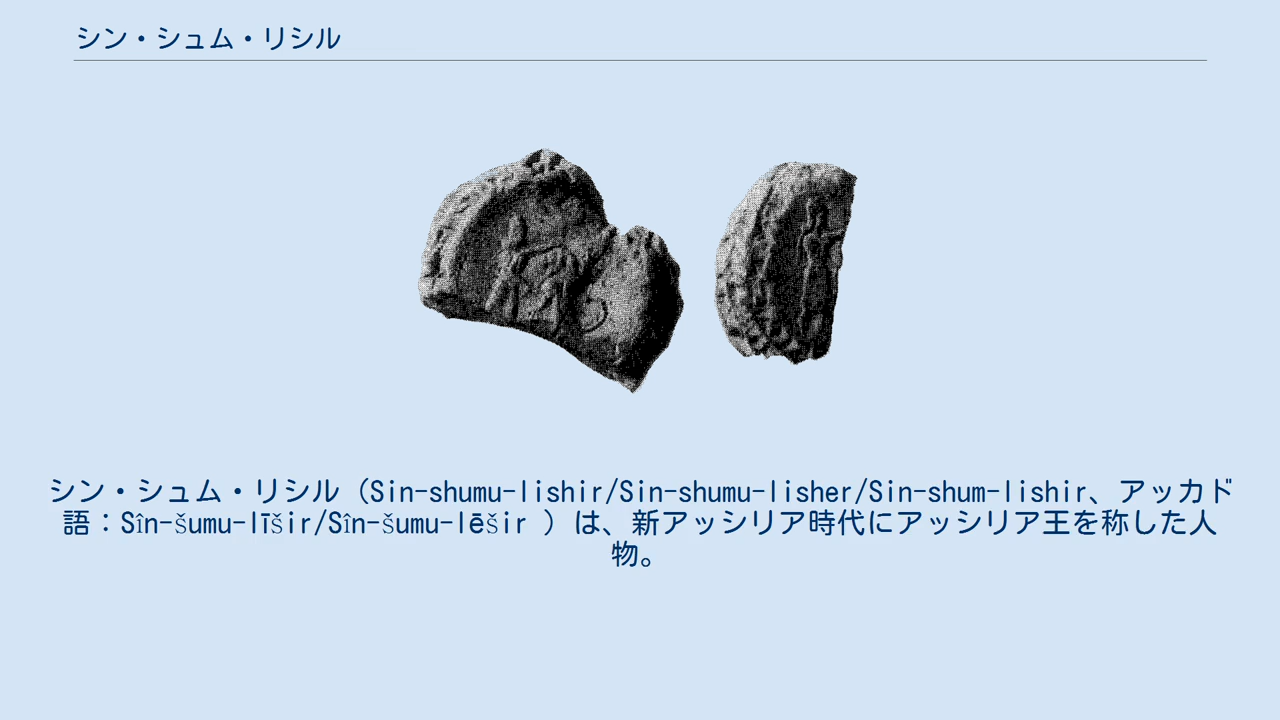 シン・シュム・リシル
シン・シュム・リシル（Sin-shumu-lishir/Sin-shumu-lisher/Sin-shum-lishir、アッカド
語：Sîn-šumu-līšir/Sîn-šumu-lēšir ）は、新アッシリア時代にアッシリア王を称した人
物。